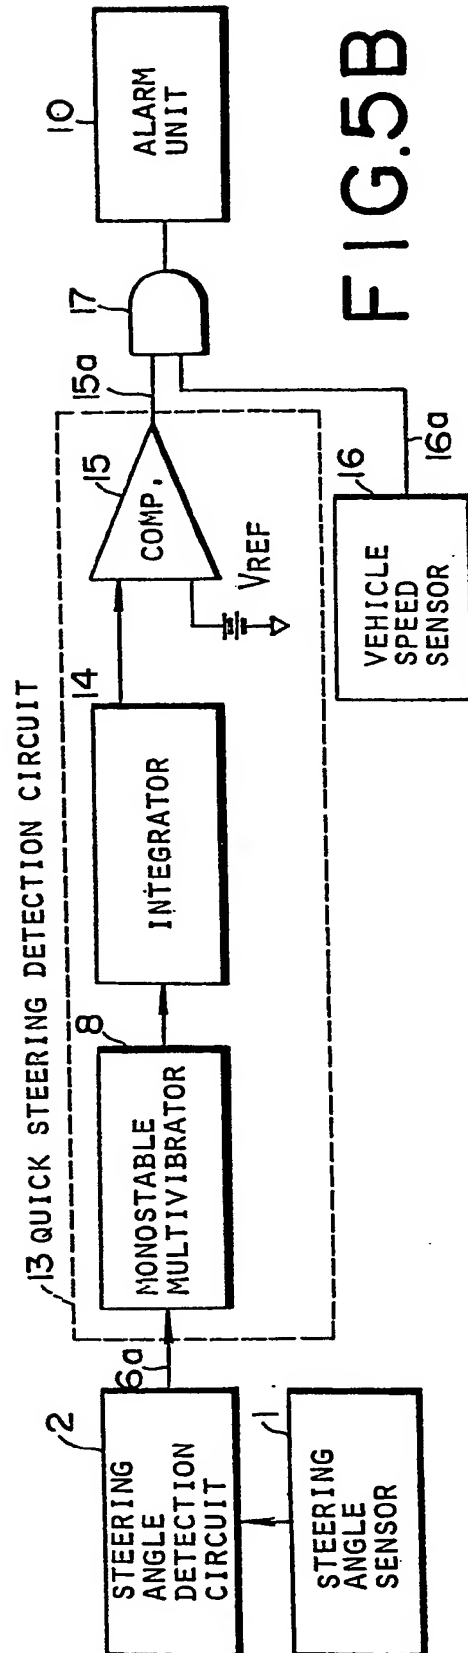 13 QUICK STEERING DETECTION CIRCUIT
2
STEERING
ANGLE
DETECTION
CIRCUIT
1
STEERING
ANGLE
SENSOR
6a
8
MONOSTABLE
MULTIVIBRATOR
14
INTEGRATOR
15
COMP.
VREF
15a
16
VEHICLE
SPEED
SENSOR
16a
17
10
ALARM
UNIT
FIG.5B